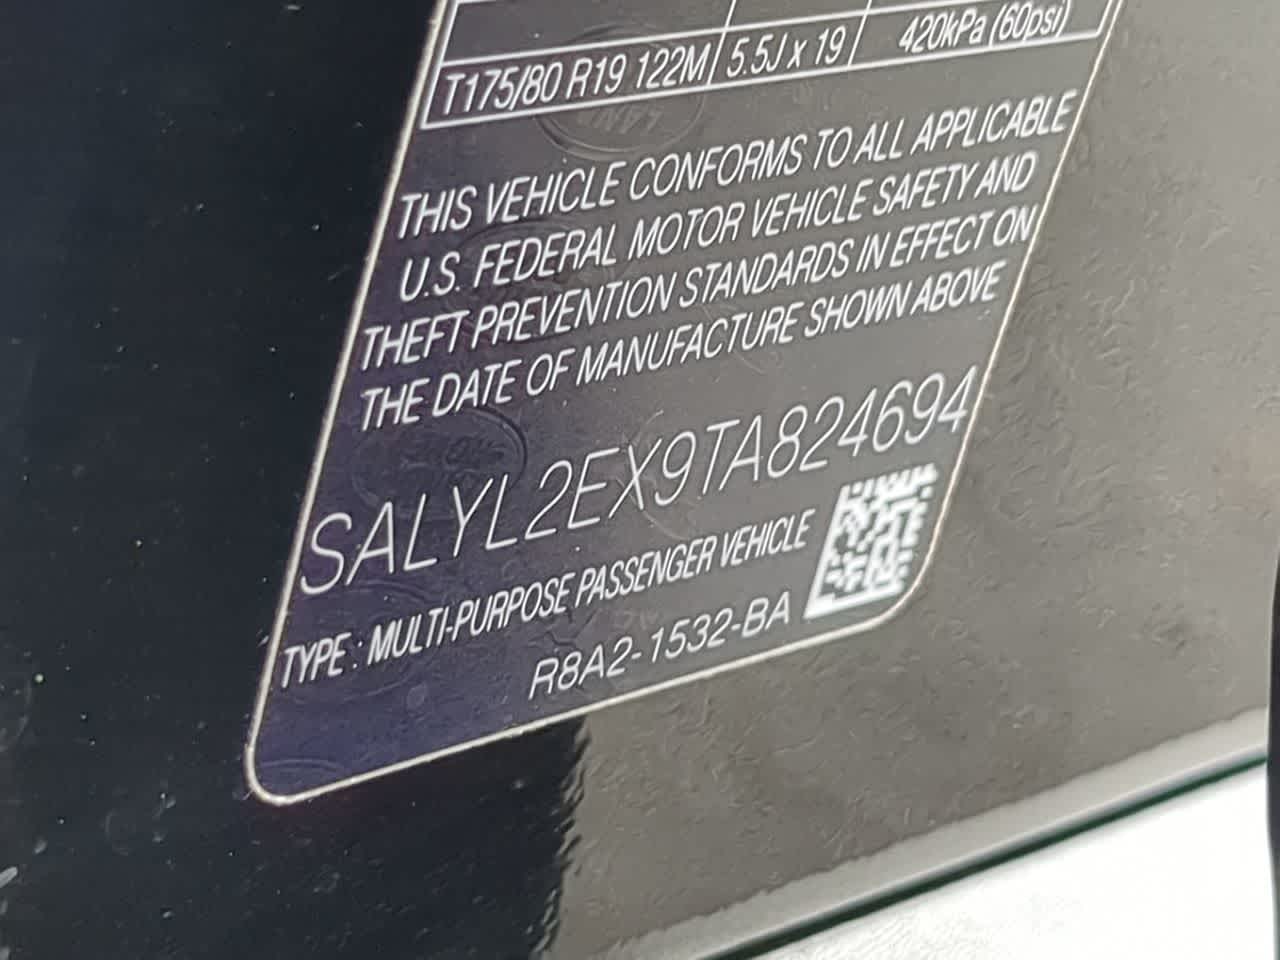 T175/80 R19 122M 5.5J x 19 420kPa (60psi)
THIS VEHICLE CONFORMS TO ALL APPLICABLE
U.S. FEDERAL MOTOR VEHICLE SAFETY AND
THEFT PREVENTION STANDARDS IN EFFECT ON
THE DATE OF MANUFACTURE SHOWN ABOVE
SALYL2EX9TA824694
TYPE : MULTI-PURPOSE PASSENGER VEHICLE
R8A2-1532-BA